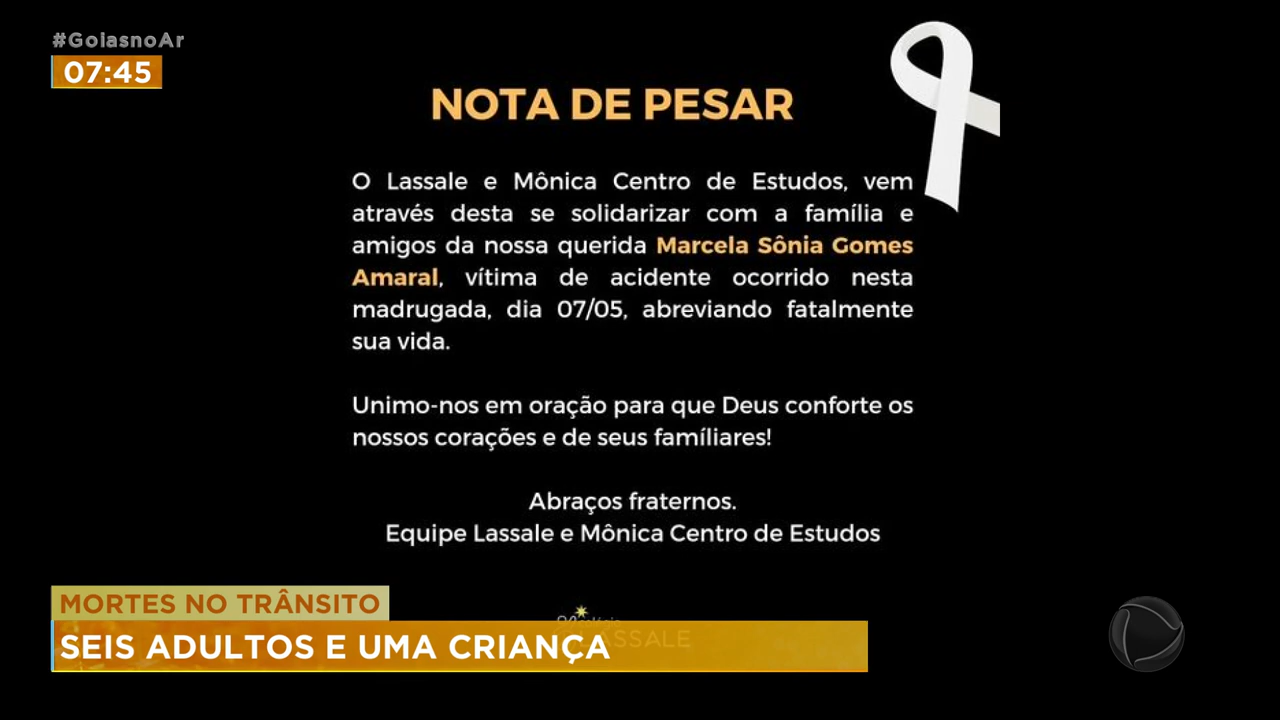 #GoiasnoAr
07:45
NOTA DE PESAR
O Lassale e Mônica Centro de Estudos, vem
através desta se solidarizar com a família e
amigos da nossa querida Marcela Sônia Gomes
Amaral, vítima de acidente ocorrido nesta
madrugada, dia 07/05, abreviando fatalmente
sua vida.
Unimo-nos em oração para que Deus conforte os
nossos corações e de seus famíliares!
Abraços fraternos.
Equipe Lassale e Mônica Centro de Estudos
MORTES NO TRÂNSITO
LASSALE
SEIS ADULTOS E UMA CRIANÇA